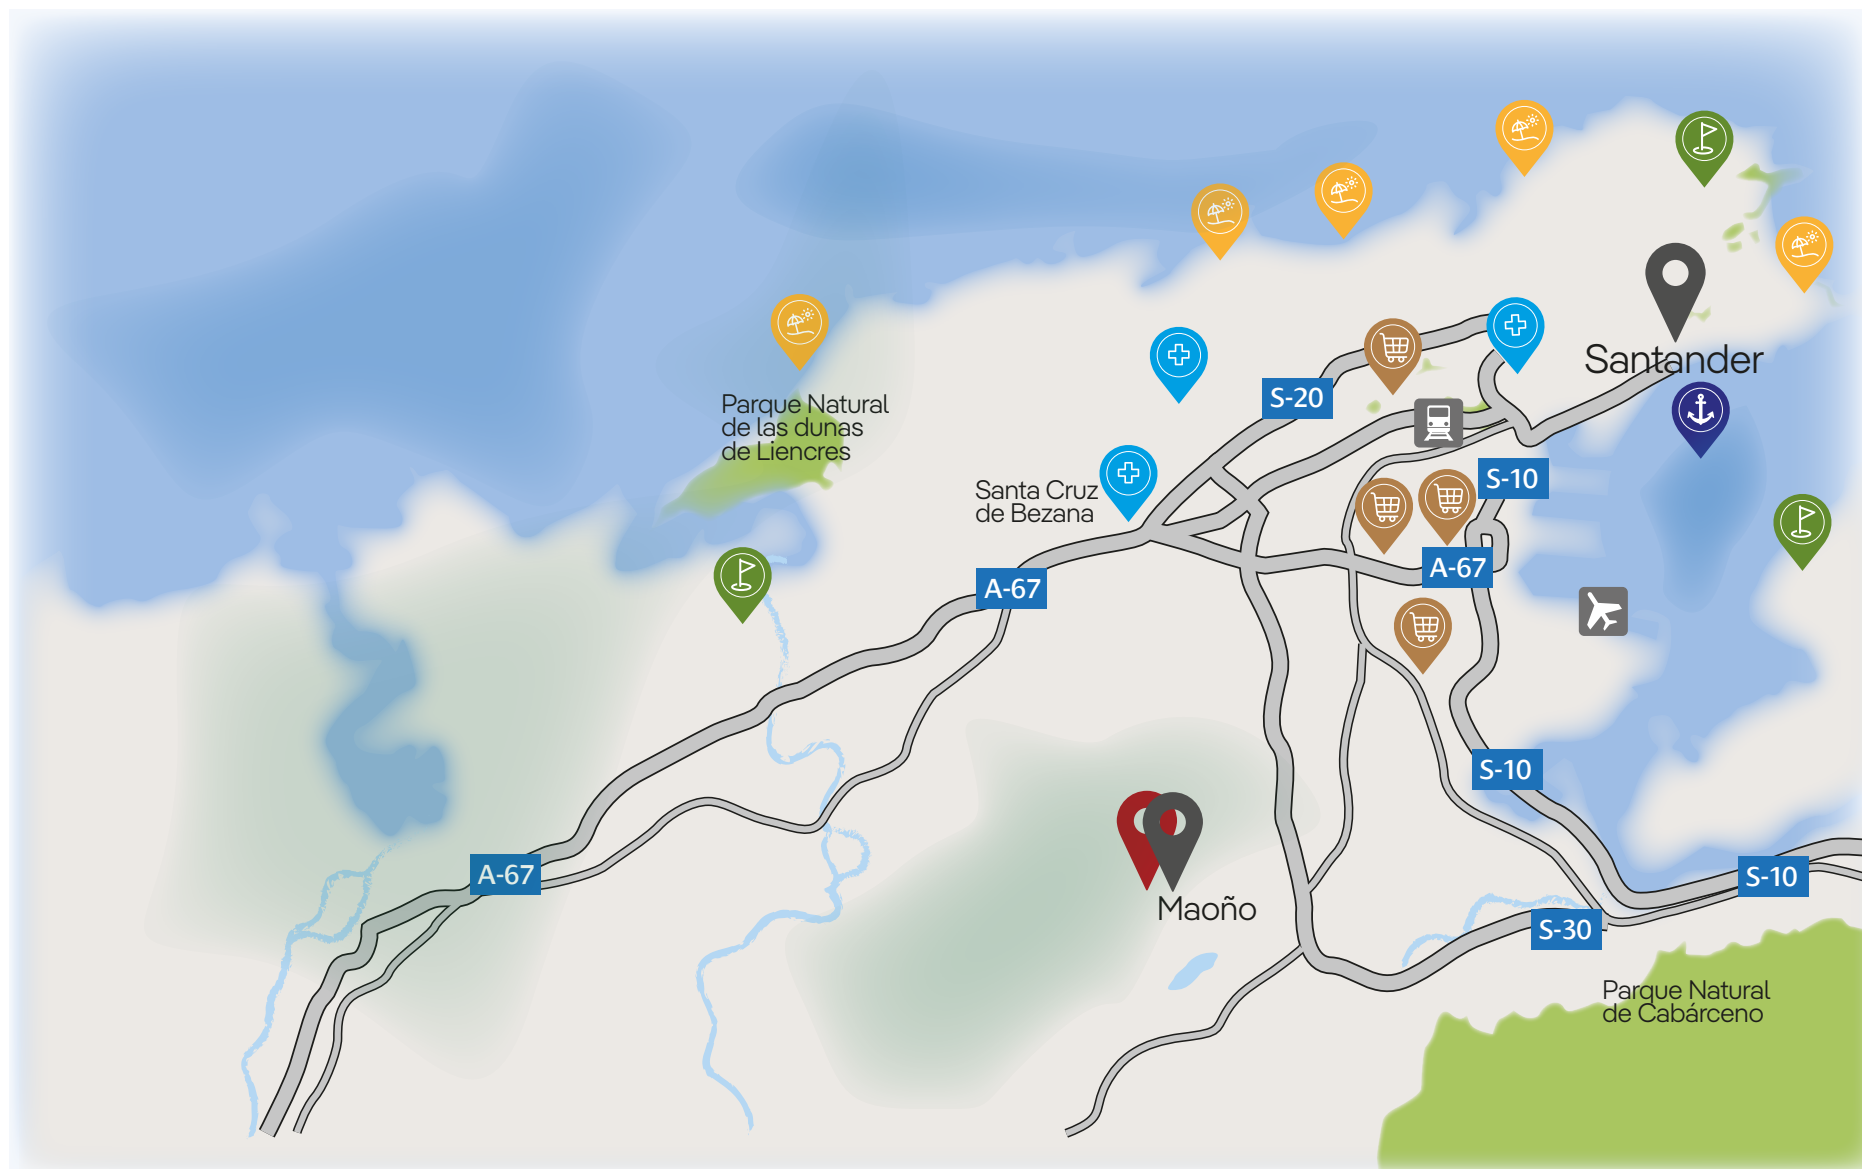 Santander
Parque Natural
de las dunas
de Liencres
S-20
Santa Cruz
de Bezana
S-10
A-67
A-67
S-10
A-67
S-10
Maoño
S-30
Parque Natural
de Cabárceno